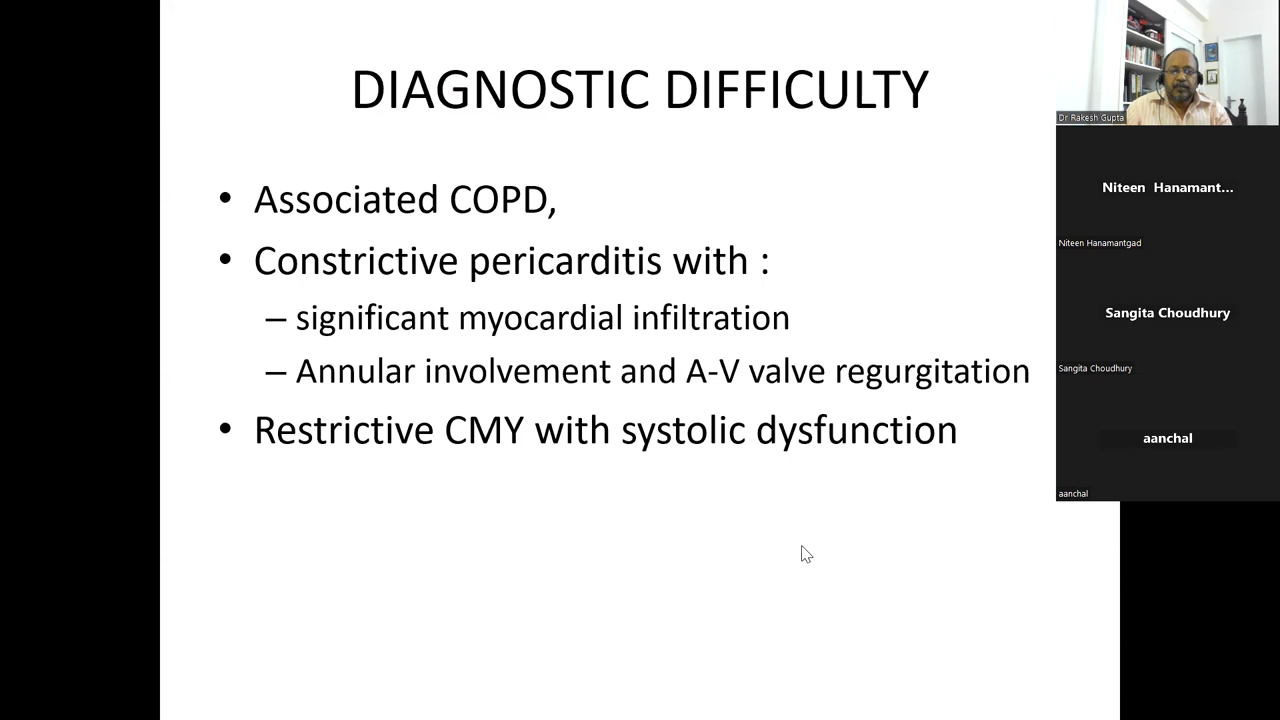 DIAGNOSTIC DIFFICULTY
• Associated COPD,
• Constrictive pericarditis with :
– significant myocardial infiltration
– Annular involvement and A-V valve regurgitation
• Restrictive CMY with systolic dysfunction
Dr Rakesh Gupta
Niteen Hanamant...
Niteen Hanamantgad
Sangita Choudhury
Sangita Choudhury
aanchal
aanchal